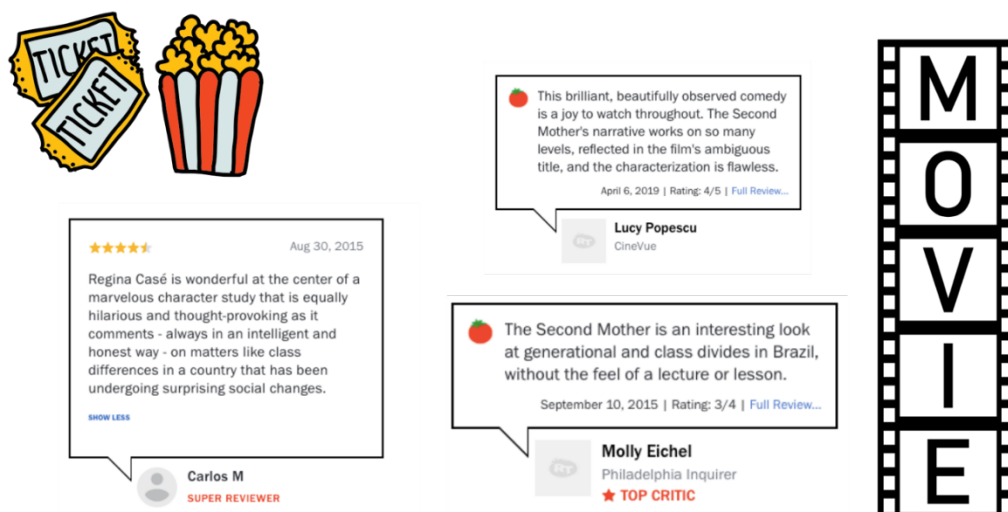 TICKET
TICKET
This brilliant, beautifully observed comedy
is a joy to watch throughout. The Second
Mother's narrative works on so many
levels, reflected in the film's ambiguous
title, and the characterization is flawless.
April 6, 2019 | Rating: 4/5 | Full Review...
RT
Lucy Popescu
CineVue
Aug 30, 2015
Regina Casé is wonderful at the center of a
marvelous character study that is equally
hilarious and thought-provoking as it
comments - always in an intelligent and
honest way - on matters like class
differences in a country that has been
undergoing surprising social changes.
SHOW LESS
Carlos M
SUPER REVIEWER
The Second Mother is an interesting look
at generational and class divides in Brazil,
without the feel of a lecture or lesson.
September 10, 2015 | Rating: 3/4 | Full Review...
RT
Molly Eichel
Philadelphia Inquirer
TOP CRITIC
M
O
V
I
E